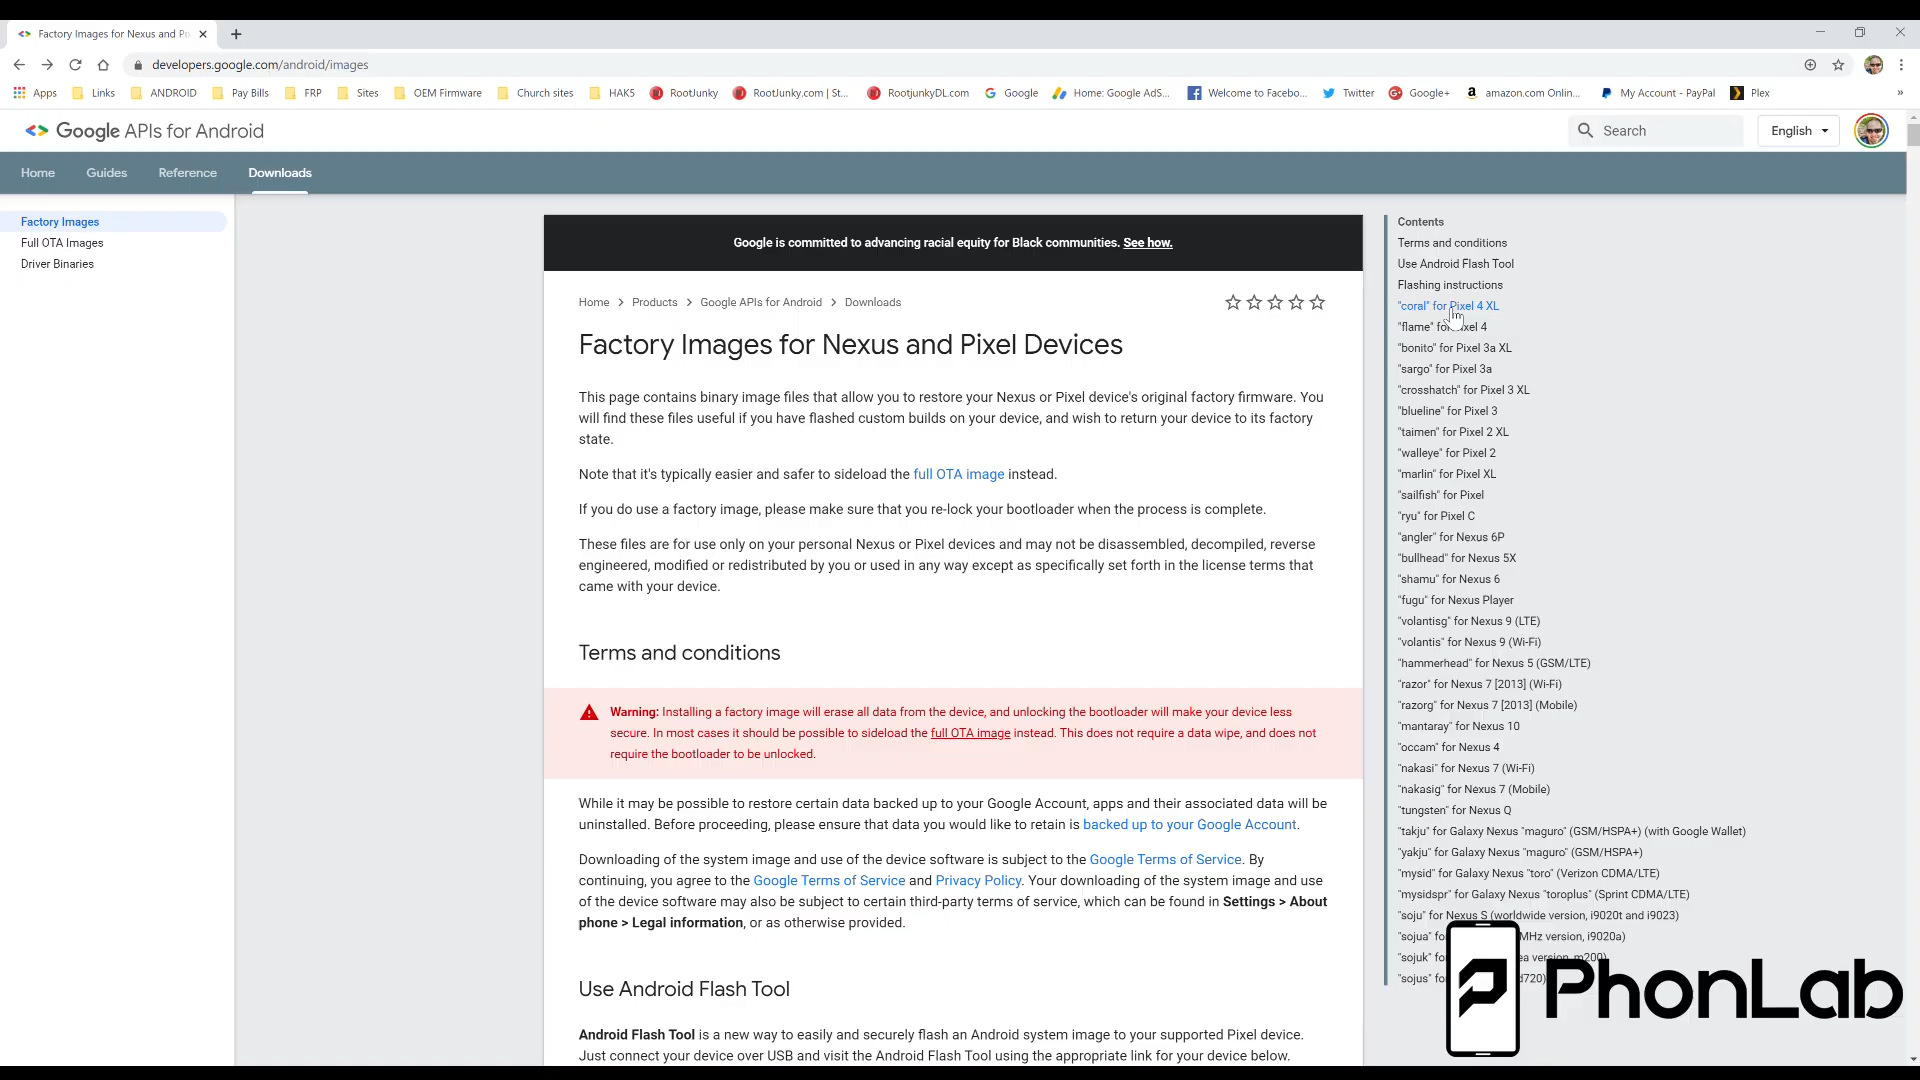 Factory Images for Nexus and Pi
developers.google.com/android/images
Apps Links ANDROID Pay Bills FRP Sites OEM Firmware Church sites HAK5 RootJunky RootJunky.com | St... RootjunkyDL.com Google Home: Google AdS... Welcome to Facebo... Twitter Google+ amazon.com Onlin... My Account - PayPal Plex »
Google APIs for Android
Search
English
Home Guides Reference Downloads
Factory Images
Full OTA Images
Driver Binaries
Google is committed to advancing racial equity for Black communities. See how.
Home > Products > Google APIs for Android > Downloads
Factory Images for Nexus and Pixel Devices
This page contains binary image files that allow you to restore your Nexus or Pixel device's original factory firmware. You
will find these files useful if you have flashed custom builds on your device, and wish to return your device to its factory
state.
Note that it's typically easier and safer to sideload the full OTA image instead.
If you do use a factory image, please make sure that you re-lock your bootloader when the process is complete.
These files are for use only on your personal Nexus or Pixel devices and may not be disassembled, decompiled, reverse
engineered, modified or redistributed by you or used in any way except as specifically set forth in the license terms that
came with your device.
Terms and conditions
Warning: Installing a factory image will erase all data from the device, and unlocking the bootloader will make your device less
secure. In most cases it should be possible to sideload the full OTA image instead. This does not require a data wipe, and does not
require the bootloader to be unlocked.
While it may be possible to restore certain data backed up to your Google Account, apps and their associated data will be
uninstalled. Before proceeding, please ensure that data you would like to retain is backed up to your Google Account.
Downloading of the system image and use of the device software is subject to the Google Terms of Service. By
continuing, you agree to the Google Terms of Service and Privacy Policy. Your downloading of the system image and use
of the device software may also be subject to certain third-party terms of service, which can be found in Settings > About
phone > Legal information, or as otherwise provided.
Use Android Flash Tool
Android Flash Tool is a new way to easily and securely flash an Android system image to your supported Pixel device.
Just connect your device over USB and visit the Android Flash Tool using the appropriate link for your device below.
Contents
Terms and conditions
Use Android Flash Tool
Flashing instructions
"coral" for Pixel 4 XL
"flame" for Pixel 4
"bonito" for Pixel 3a XL
"sargo" for Pixel 3a
"crosshatch" for Pixel 3 XL
"blueline" for Pixel 3
"taimen" for Pixel 2 XL
"walleye" for Pixel 2
"marlin" for Pixel XL
"sailfish" for Pixel
"ryu" for Pixel C
"angler" for Nexus 6P
"bullhead" for Nexus 5X
"shamu" for Nexus 6
"fugu" for Nexus Player
"volantisg" for Nexus 9 (LTE)
"volantis" for Nexus 9 (Wi-Fi)
"hammerhead" for Nexus 5 (GSM/LTE)
"razor" for Nexus 7 [2013] (Wi-Fi)
"razorg" for Nexus 7 [2013] (Mobile)
"mantaray" for Nexus 10
"occam" for Nexus 4
"nakasi" for Nexus 7 (Wi-Fi)
"nakasig" for Nexus 7 (Mobile)
"tungsten" for Nexus Q
"takju" for Galaxy Nexus "maguro" (GSM/HSPA+) (with Google Wallet)
"yakju" for Galaxy Nexus "maguro" (GSM/HSPA+)
"mysid" for Galaxy Nexus "toro" (Verizon CDMA/LTE)
"mysidspr" for Galaxy Nexus "toroplus" (Sprint CDMA/LTE)
"soju" for Nexus S (worldwide version, i9020t and i9023)
"sojua" fo MHz version, i9020a)
"sojuk" fo ea version, m200)
"sojus" fo d720)
PhonLab